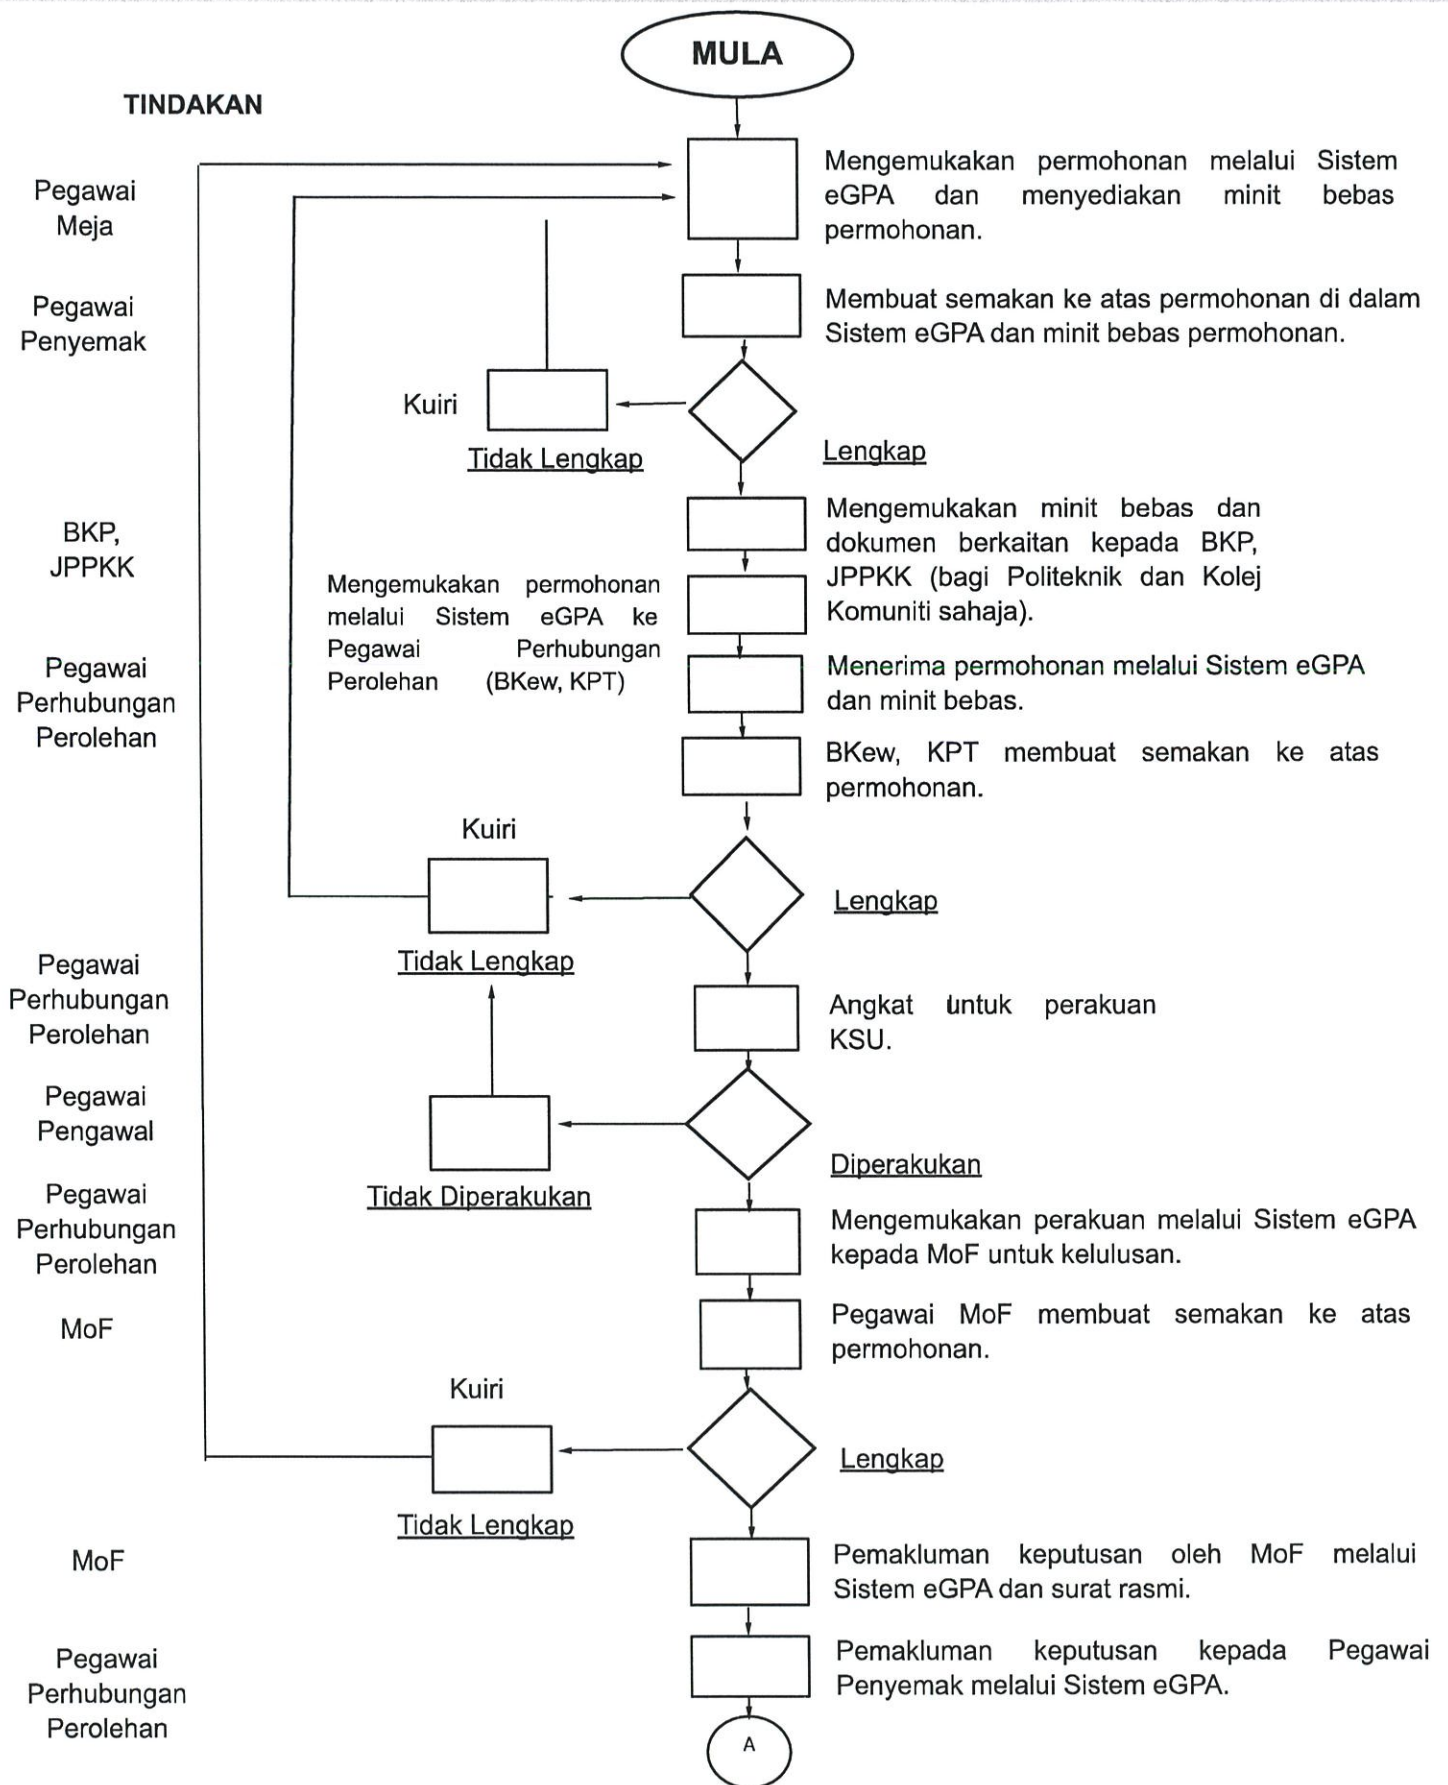 MULA
TINDAKAN
Pegawai
Meja
Mengemukakan permohonan melalui Sistem
eGPA dan menyediakan minit bebas
permohonan.
Pegawai
Penyemak
Membuat semakan ke atas permohonan di dalam
Sistem eGPA dan minit bebas permohonan.
Kuiri
Tidak Lengkap
Lengkap
BKP,
JPPKK
Mengemukakan minit bebas dan
dokumen berkaitan kepada BKP,
JPPKK (bagi Politeknik dan Kolej
Komuniti sahaja).
Mengemukakan permohonan
melalui Sistem eGPA ke
Pegawai Perhubungan
Perolehan (BKew, KPT)
Pegawai
Perhubungan
Perolehan
Menerima permohonan melalui Sistem eGPA
dan minit bebas.
BKew, KPT membuat semakan ke atas
permohonan.
Kuiri
Tidak Lengkap
Lengkap
Pegawai
Perhubungan
Perolehan
Angkat untuk perakuan
KSU.
Pegawai
Pengawal
Tidak Diperakukan
Diperakukan
Pegawai
Perhubungan
Perolehan
Mengemukakan perakuan melalui Sistem eGPA
kepada MoF untuk kelulusan.
MoF
Pegawai MoF membuat semakan ke atas
permohonan.
Kuiri
Tidak Lengkap
Lengkap
MoF
Pemakluman keputusan oleh MoF melalui
Sistem eGPA dan surat rasmi.
Pegawai
Perhubungan
Perolehan
Pemakluman keputusan kepada Pegawai
Penyemak melalui Sistem eGPA.
A